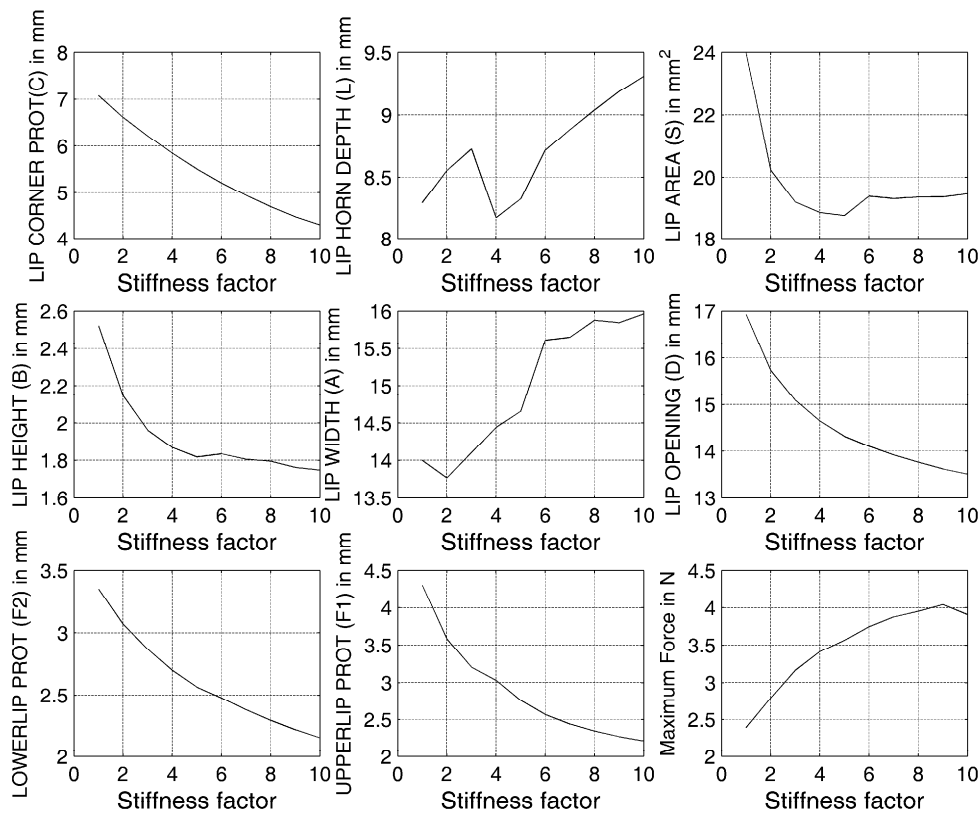 LIP CORNER PROT(C) in mm
8
7
6
5
4
0 2 4 6 8 10
Stiffness factor
LIP HORN DEPTH (L) in mm
9.5
9
8.5
8
0 2 4 6 8 10
Stiffness factor
LIP AREA (S) in mm²
24
22
20
18
0 2 4 6 8 10
Stiffness factor
LIP HEIGHT (B) in mm
2.6
2.4
2.2
2
1.8
1.6
0 2 4 6 8 10
Stiffness factor
LIP WIDTH (A) in mm
16
15.5
15
14.5
14
13.5
0 2 4 6 8 10
Stiffness factor
LIP OPENING (D) in mm
17
16
15
14
13
0 2 4 6 8 10
Stiffness factor
LOWERLIP PROT (F2) in mm
3.5
3
2.5
2
0 2 4 6 8 10
Stiffness factor
UPPERLIP PROT (F1) in mm
4.5
4
3.5
3
2.5
2
0 2 4 6 8 10
Stiffness factor
Maximum Force in N
4.5
4
3.5
3
2.5
2
0 2 4 6 8 10
Stiffness factor